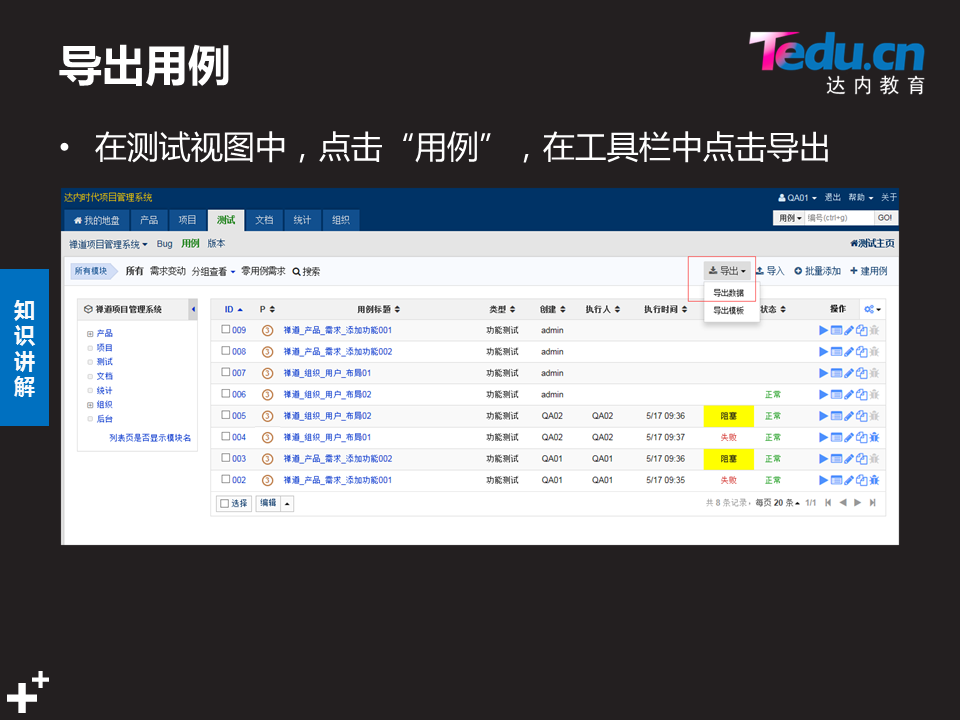 导出用例
Tedu.cn
达内教育
• 在测试视图中，点击“用例”，在工具栏中点击导出
知识讲解
达内时代项目管理系统
QA01 退出 帮助 关于
我的地盘 产品 项目 测试 文档 统计 组织
用例 编号(ctrl+g) GO!
禅道项目管理系统 Bug 用例 版本
测试主页
所有模块 所有 需求变动 分组查看 零用例需求 搜索
导出 导入 批量添加 建用例
导出数据
导出模板
禅道项目管理系统
产品
项目
测试
文档
统计
组织
后台
列表页是否显示模块名
ID P 用例标题 类型 创建 执行人 执行时间 状态 操作
009 3 禅道_产品_需求_添加功能001 功能测试 admin
008 3 禅道_产品_需求_添加功能002 功能测试 admin
007 3 禅道_组织_用户_布局01 功能测试 admin
006 3 禅道_组织_用户_布局02 功能测试 admin 正常
005 3 禅道_组织_用户_布局02 功能测试 QA02 QA02 5/17 09:36 阻塞 正常
004 3 禅道_组织_用户_布局01 功能测试 QA02 QA02 5/17 09:37 失败 正常
003 3 禅道_产品_需求_添加功能002 功能测试 QA01 QA01 5/17 09:36 阻塞 正常
002 3 禅道_产品_需求_添加功能001 功能测试 QA01 QA01 5/17 09:35 失败 正常
选择 编辑
共 8 条记录， 每页 20 条 1/1